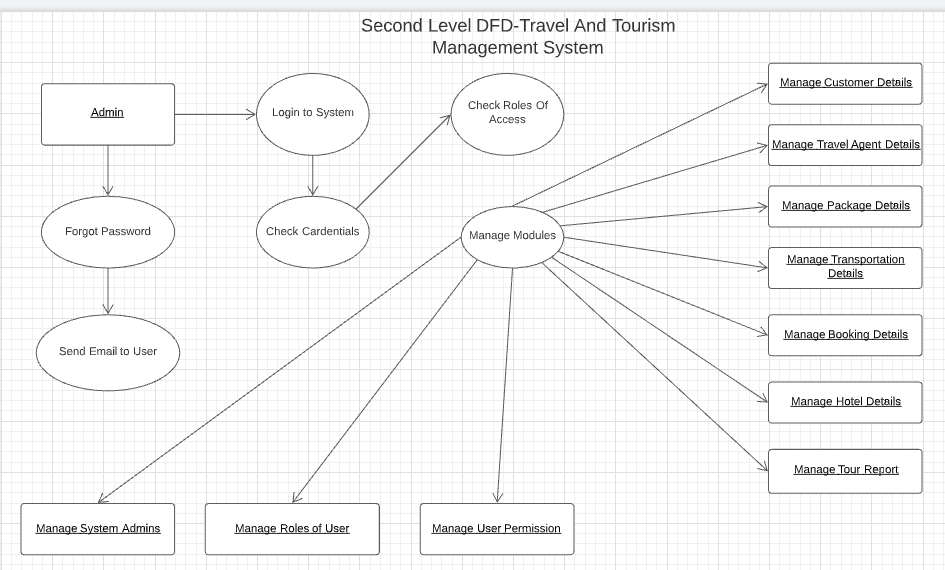 Second Level DFD-Travel And Tourism
Management System
Admin
Login to System
Check Roles Of
Access
Manage Customer Details
Manage Travel Agent Details
Manage Package Details
Forgot Password
Check Cardentials
Manage Modules
Manage Transportation
Details
Manage Booking Details
Send Email to User
Manage Hotel Details
Manage Tour Report
Manage System Admins
Manage Roles of User
Manage User Permission